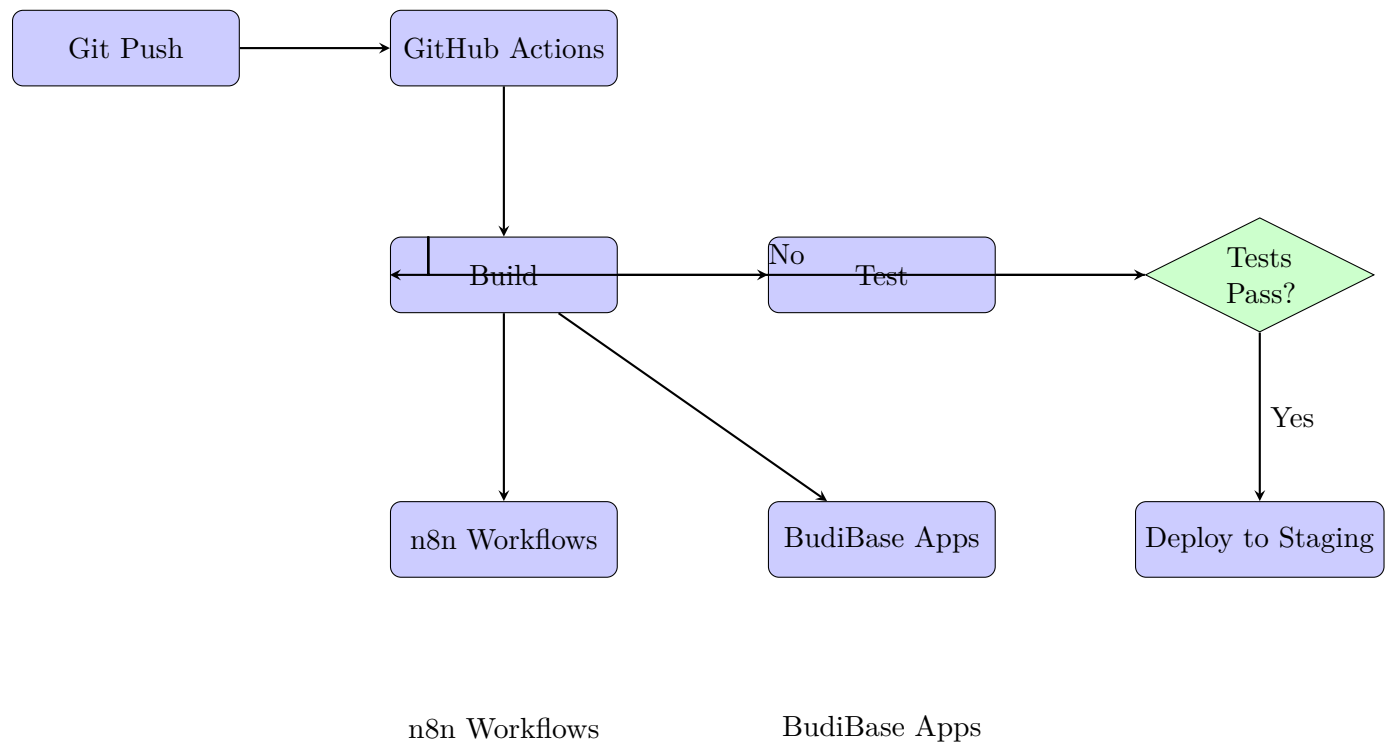 Git Push
GitHub Actions
Build
No
Test
Tests
Pass?
Yes
n8n Workflows
BudiBase Apps
Deploy to Staging
n8n Workflows
BudiBase Apps